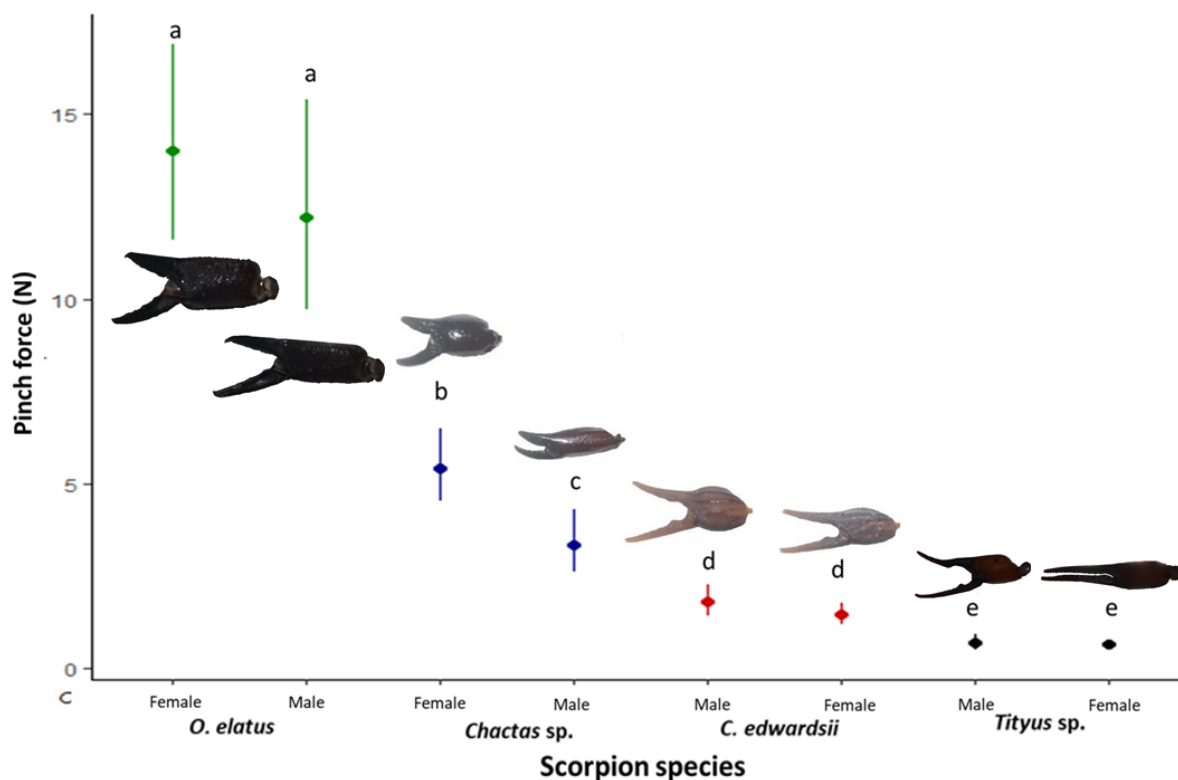 a
a
15
Pinch force (N)
10
b
5
c
d
d
e
e
0
C
Female Male Female Male Male Female Male Female
O. elatus Chactas sp. C. edwardsii Tityus sp.
Scorpion species